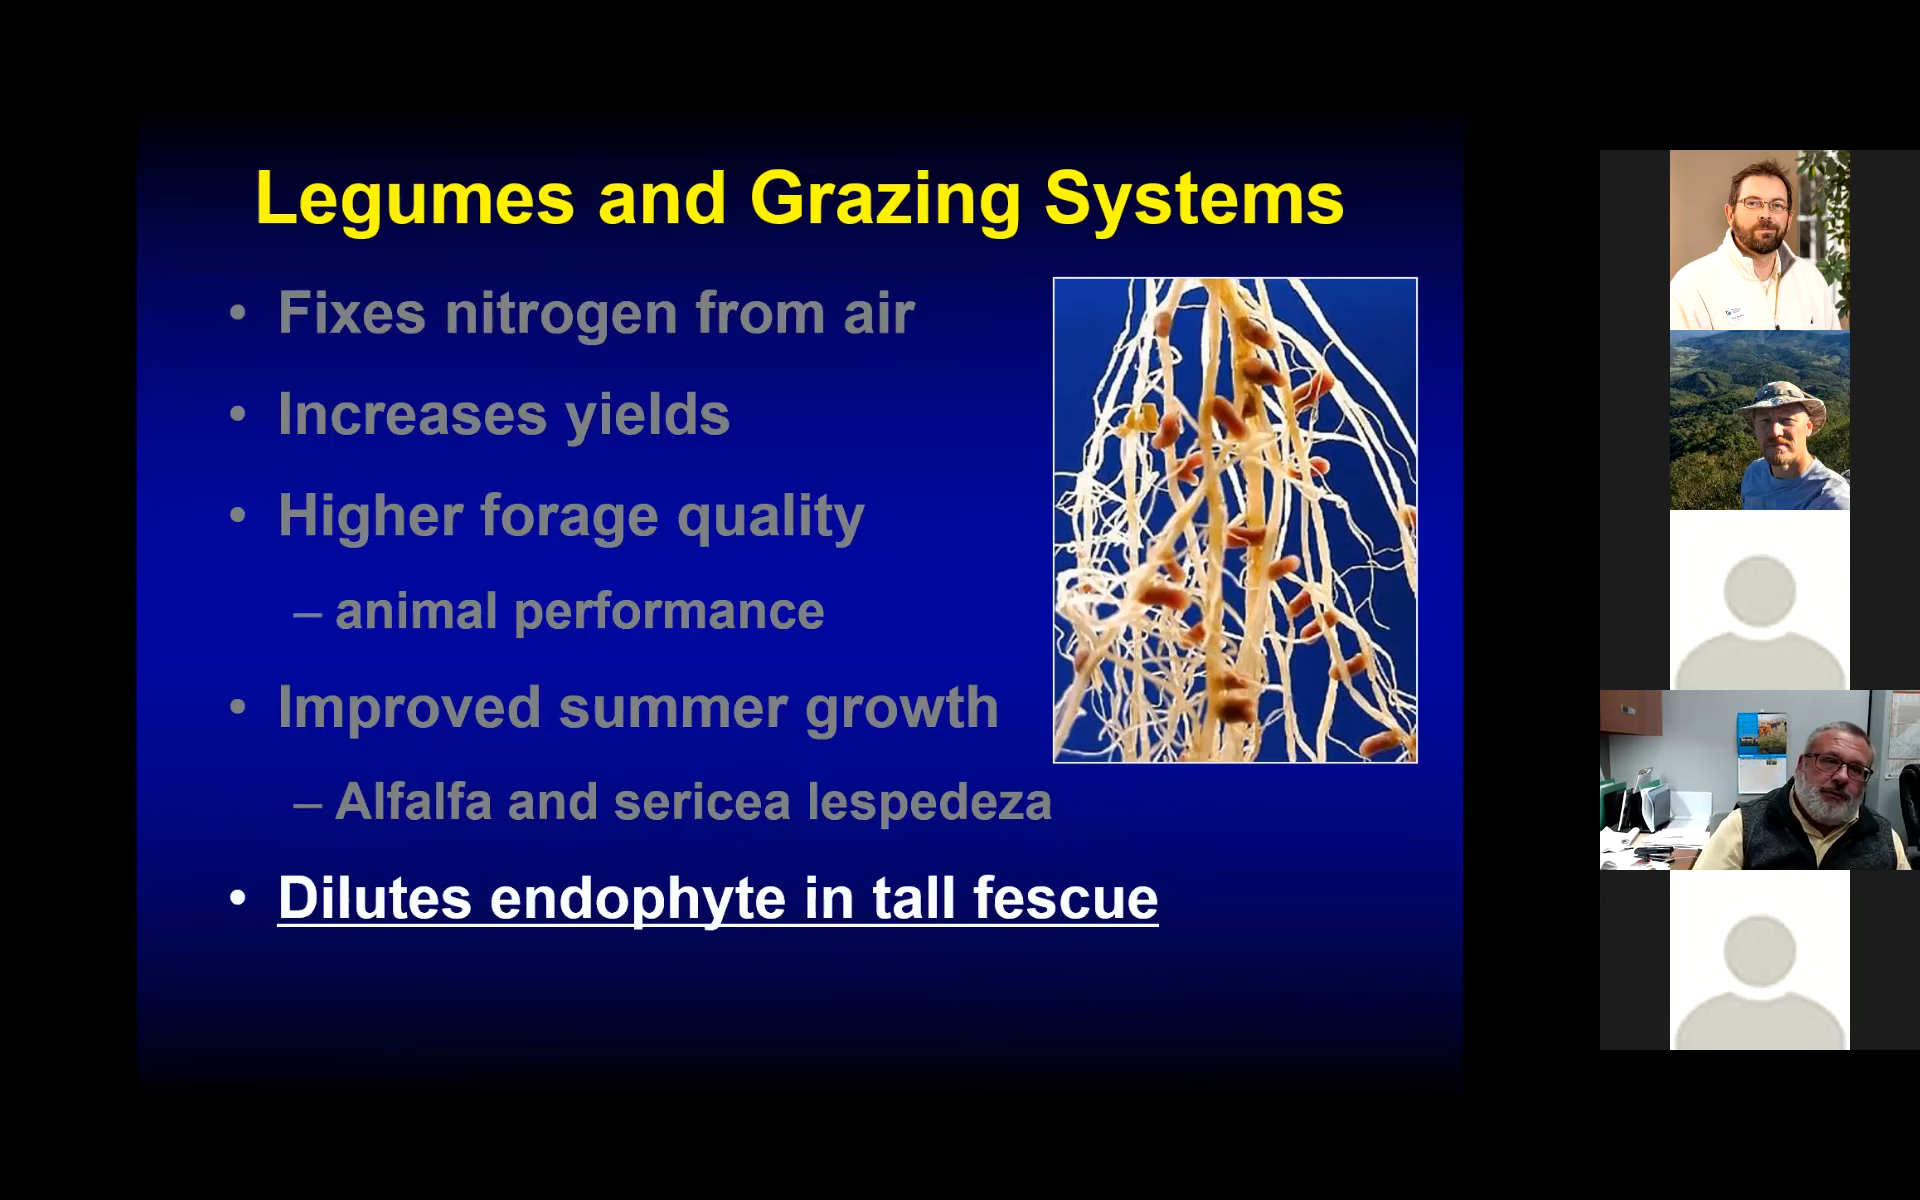 Legumes and Grazing Systems
• Fixes nitrogen from air
• Increases yields
• Higher forage quality
– animal performance
• Improved summer growth
– Alfalfa and sericea lespedeza
• Dilutes endophyte in tall fescue